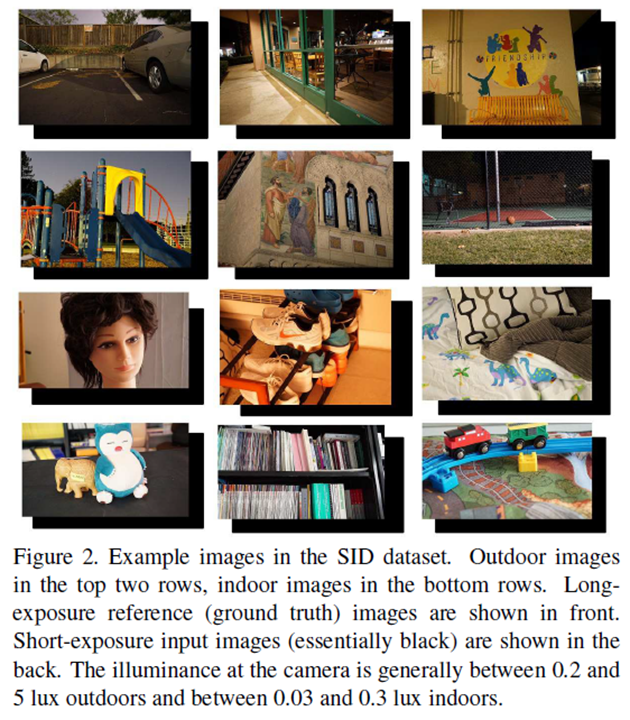 FRIENDSHIP
Figure 2. Example images in the SID dataset. Outdoor images
in the top two rows, indoor images in the bottom rows. Long-
exposure reference (ground truth) images are shown in front.
Short-exposure input images (essentially black) are shown in the
back. The illuminance at the camera is generally between 0.2 and
5 lux outdoors and between 0.03 and 0.3 lux indoors.